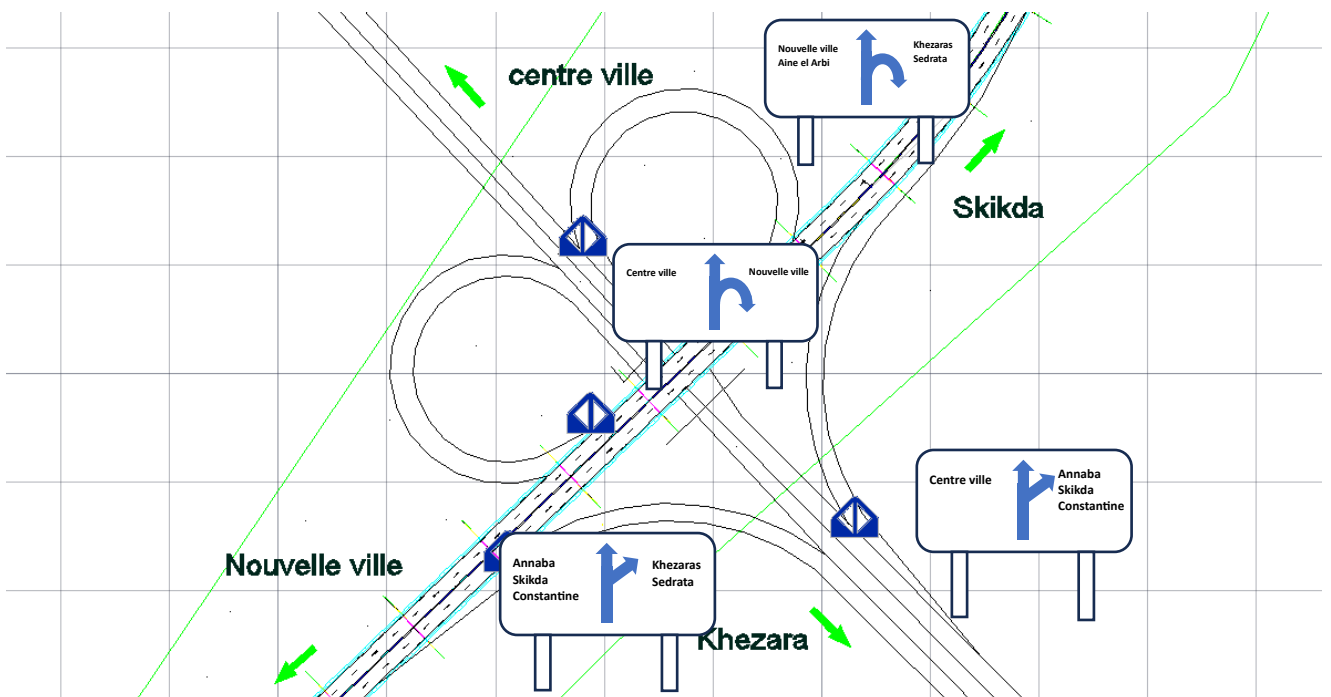 Nouvelle ville
Aine el Arbi
Khezaras
Sedrata
centre ville
Skikda
Centre ville
Nouvelle ville
Centre ville
Annaba
Skikda
Constantine
Nouvelle ville
Annaba
Skikda
Constantine
Khezaras
Sedrata
Khezara